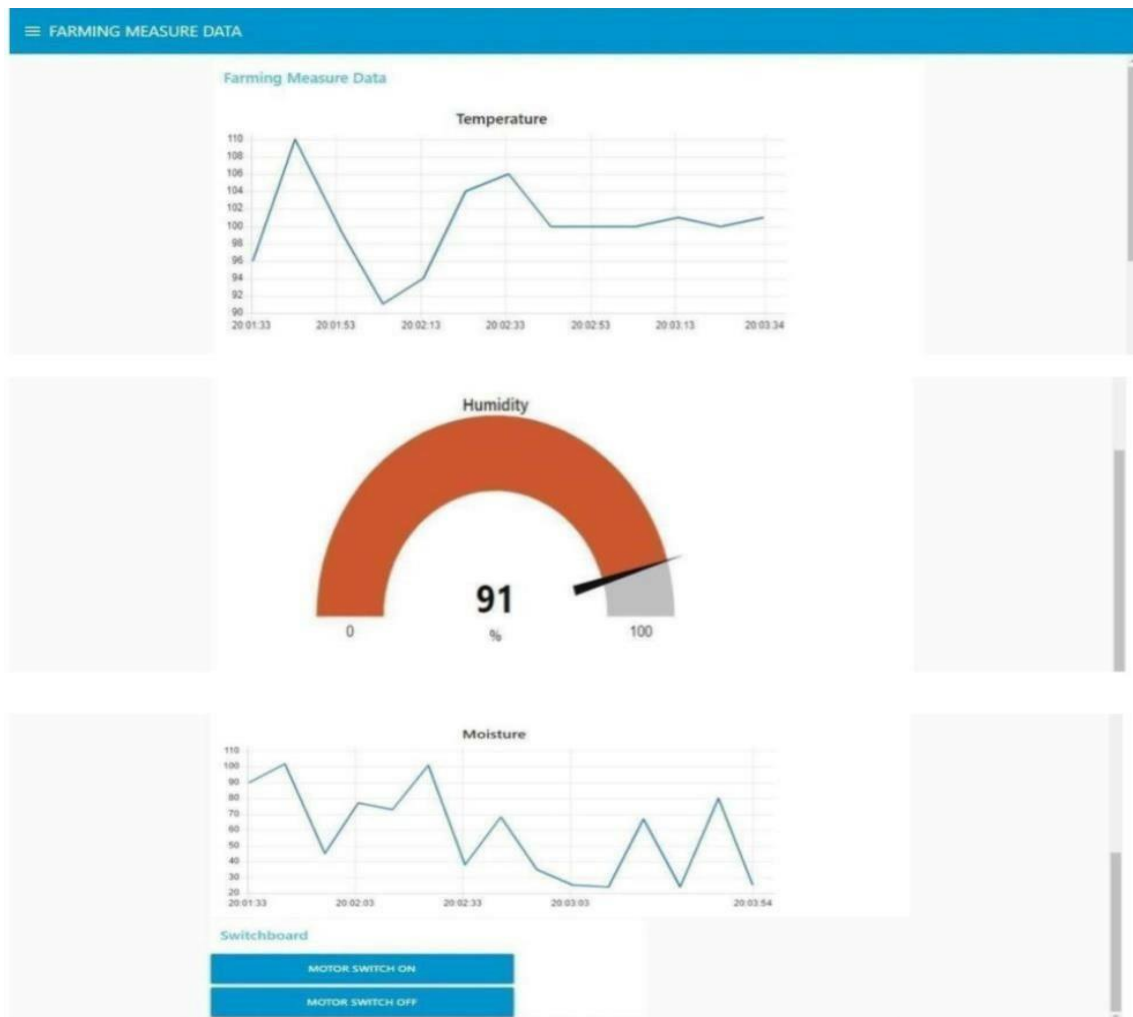 ≡ FARMING MEASURE DATA
Farming Measure Data
Temperature
110
108
106
104
102
100
98
96
94
92
90
20:01:33 20:01:53 20:02:13 20:02:33 20:02:53 20:03:13 20:03:34
Humidity
91
%
0 100
Moisture
110
100
90
80
70
60
50
40
30
20
20:01:33 20:02:03 20:02:33 20:03:03 20:03:54
Switchboard
MOTOR SWITCH ON
MOTOR SWITCH OFF